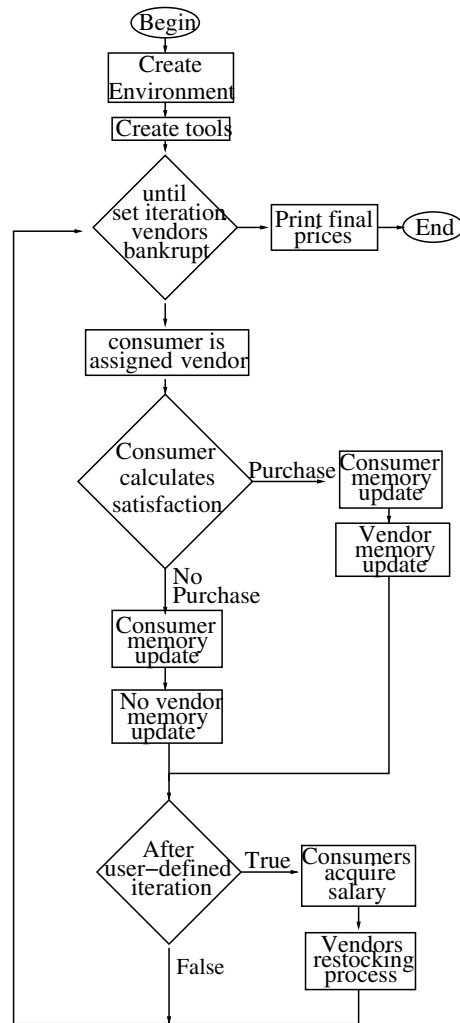 Begin
Create
Environment
Create tools
until
set iteration
vendors
bankrupt
Print final
prices
End
consumer is
assigned vendor
Consumer
calculates
satisfaction
Purchase
Consumer
memory
update
Vendor
memory
update
No
Purchase
Consumer
memory
update
No vendor
memory
update
After
user−defined
iteration
True
Consumers
acquire
salary
Vendors
restocking
process
False